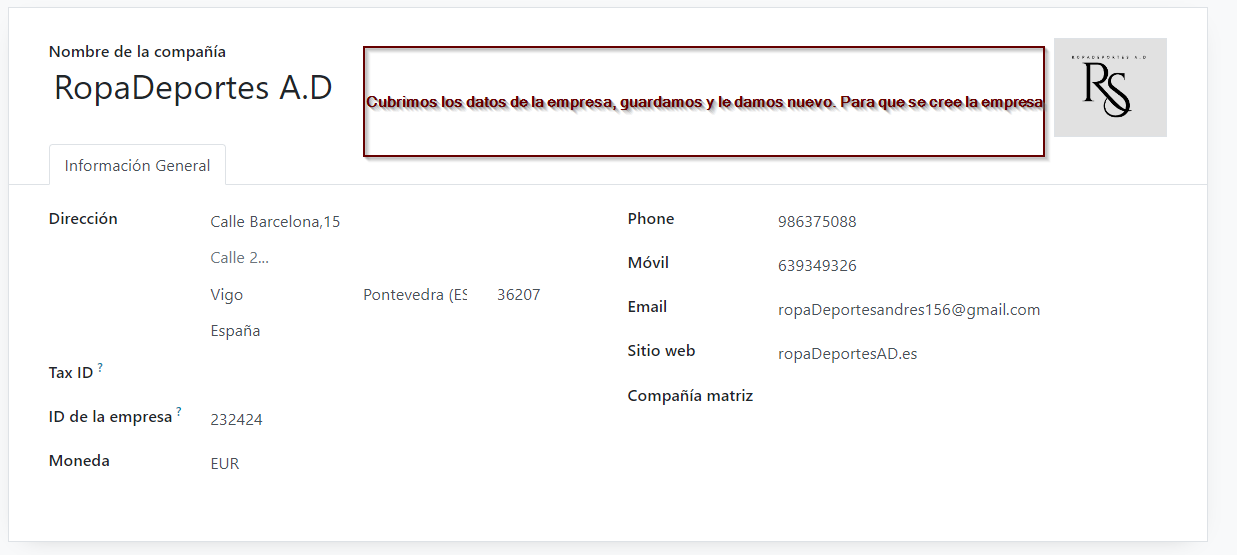 Nombre de la compañía
RopaDeportes A.D
Cubrimos los datos de la empresa, guardamos y le damos nuevo. Para que se cree la empresa
ROPADEPORTES A.D
RS
Información General
Dirección
Calle Barcelona,15
Calle 2...
Vigo Pontevedra (ES 36207
España
Tax ID ?
ID de la empresa ? 232424
Moneda EUR
Phone 986375088
Móvil 639349326
Email ropaDeportesandres156@gmail.com
Sitio web ropaDeportesAD.es
Compañía matriz